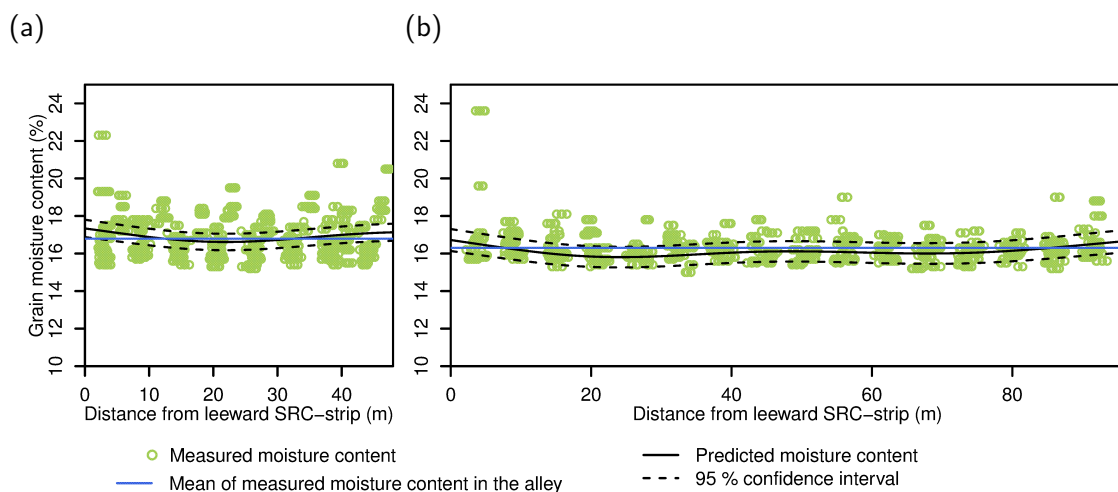 (a)
(b)
Grain moisture content (%)
24
22
20
18
16
14
12
10
0 10 20 30 40
Distance from leeward SRC−strip (m)
24
22
20
18
16
14
12
10
0 20 40 60 80
Distance from leeward SRC−strip (m)
Measured moisture content
Mean of measured moisture content in the alley
Predicted moisture content
95 % confidence interval